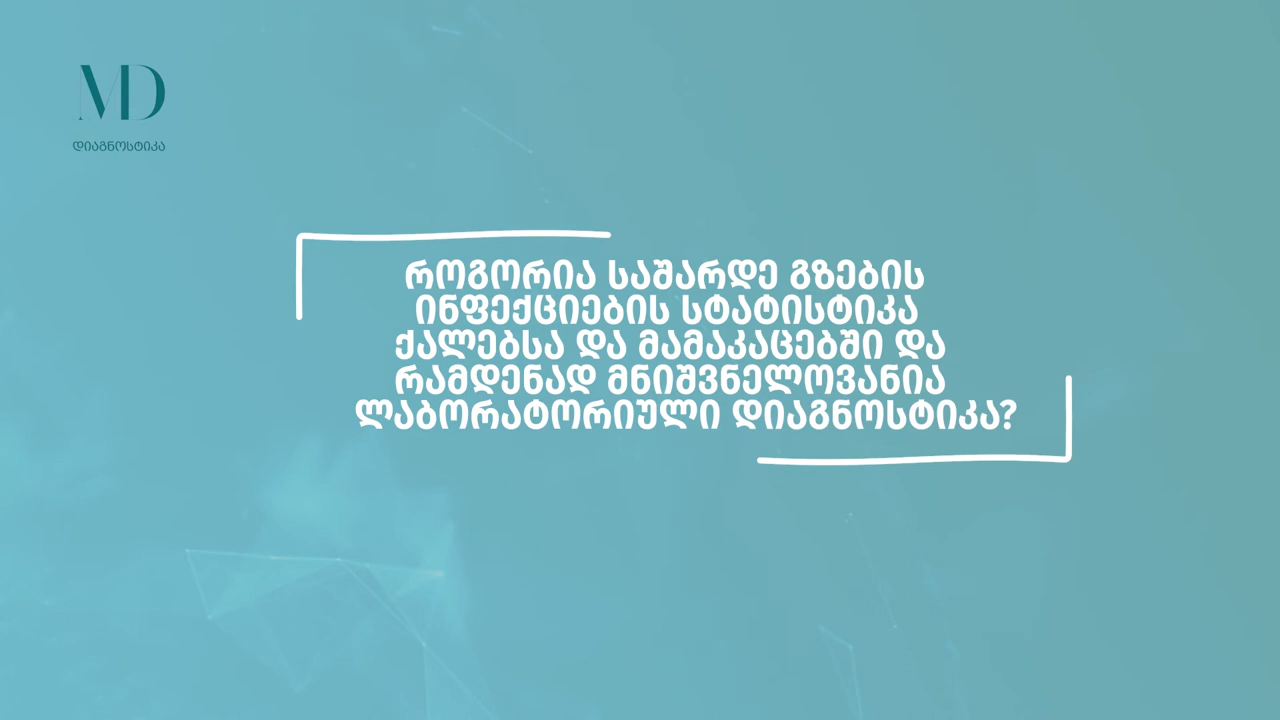 MD
დიაგნოსტიკა
როგორია საშარდე გზების
ინფექციების სტატისტიკა
ქალებსა და მამაკაცებში და
რამდენად მნიშვნელოვანია
ლაბორატორიული დიაგნოსტიკა?